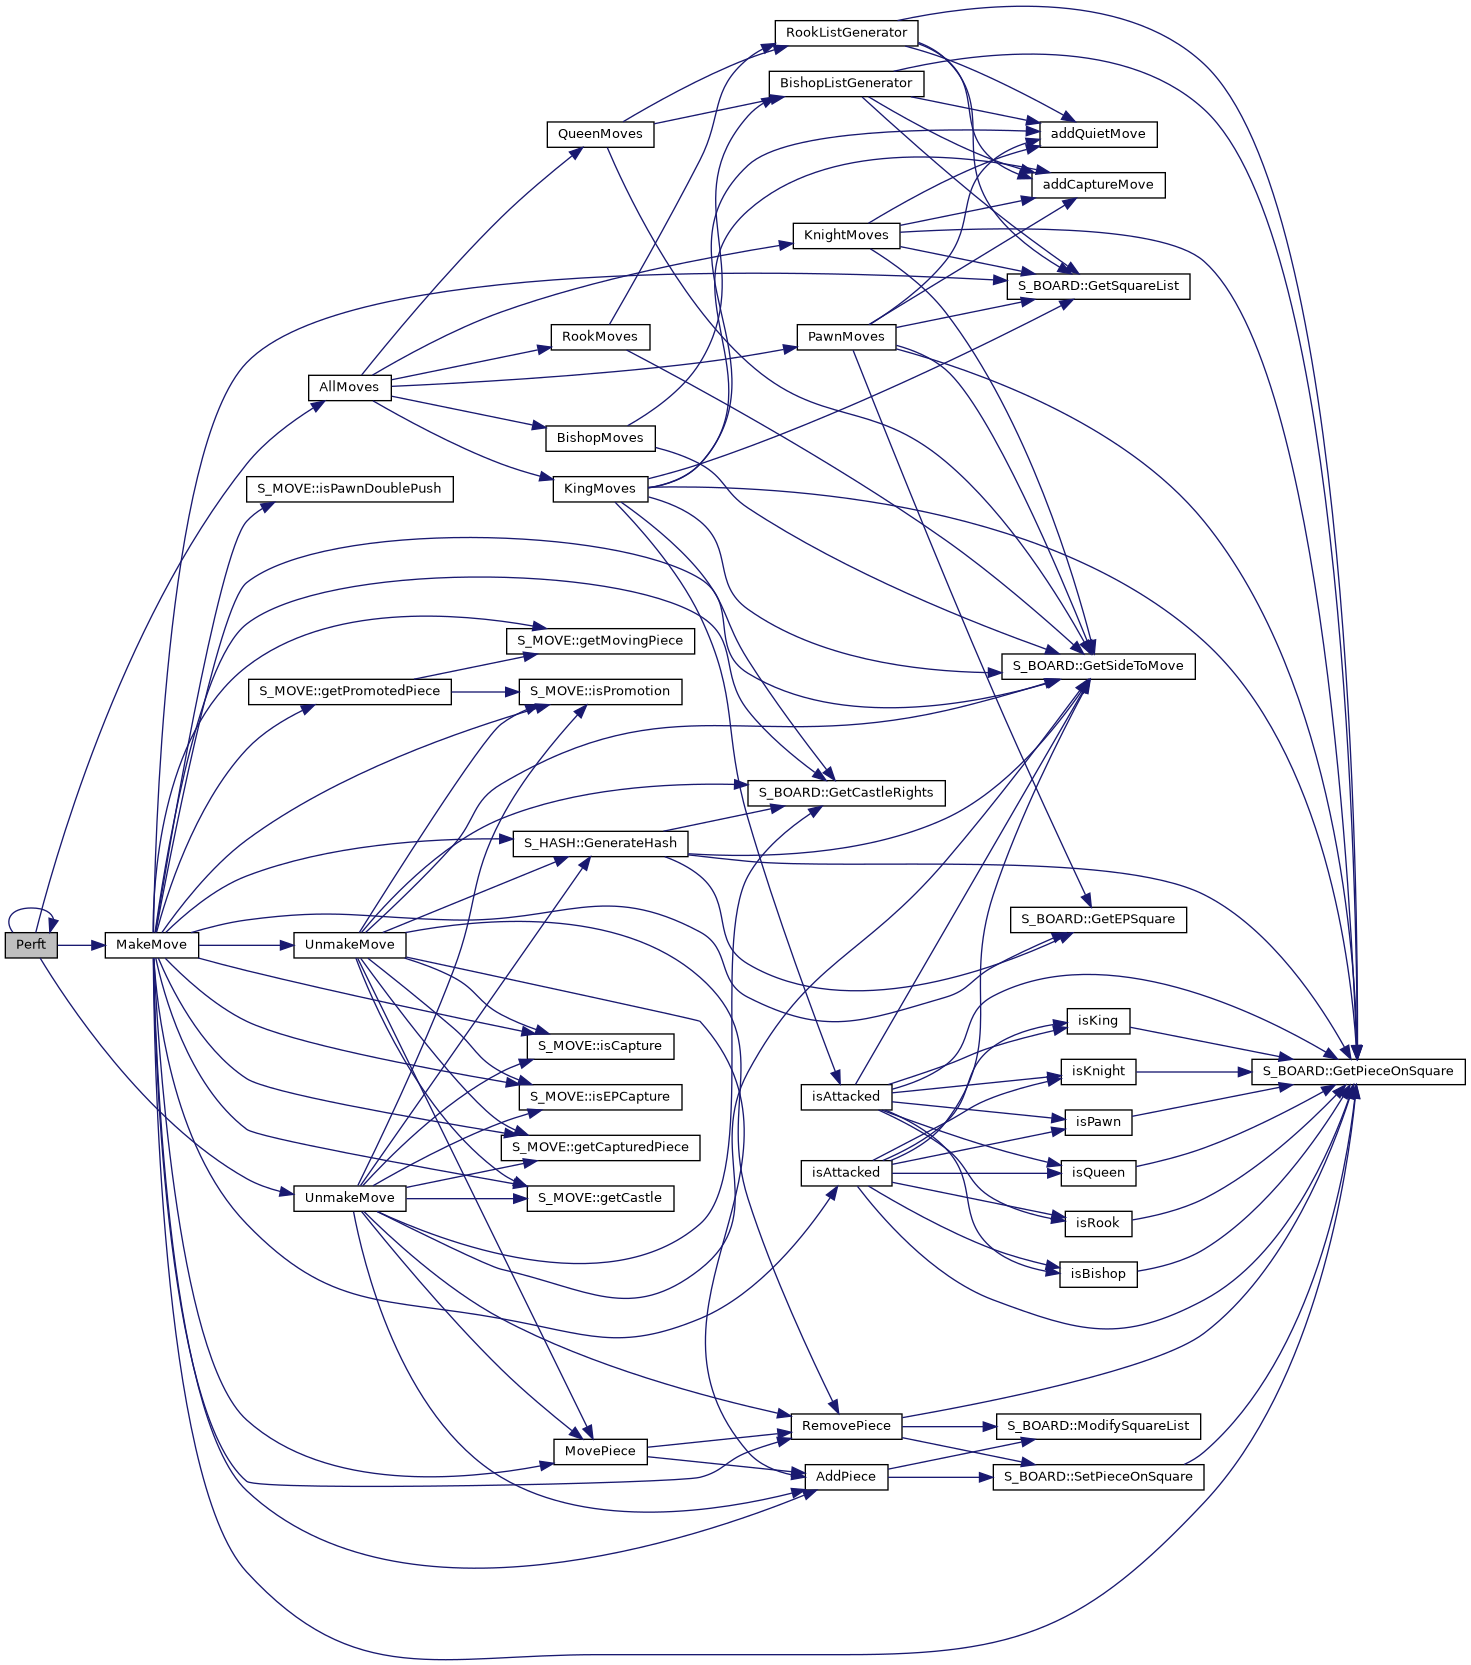 RookListGenerator
BishopListGenerator
QueenMoves
addQuietMove
addCaptureMove
KnightMoves
S_BOARD::GetSquareList
RookMoves
PawnMoves
AllMoves
BishopMoves
S_MOVE::isPawnDoublePush
KingMoves
S_MOVE::getMovingPiece
S_BOARD::GetSideToMove
S_MOVE::getPromotedPiece
S_MOVE::isPromotion
S_BOARD::GetCastleRights
S_HASH::GenerateHash
S_BOARD::GetEPSquare
Perft
MakeMove
UnmakeMove
isKing
S_MOVE::isCapture
isKnight
S_BOARD::GetPieceOnSquare
isAttacked
S_MOVE::isEPCapture
isPawn
S_MOVE::getCapturedPiece
isAttacked
isQueen
UnmakeMove
S_MOVE::getCastle
isRook
isBishop
RemovePiece
S_BOARD::ModifySquareList
MovePiece
AddPiece
S_BOARD::SetPieceOnSquare